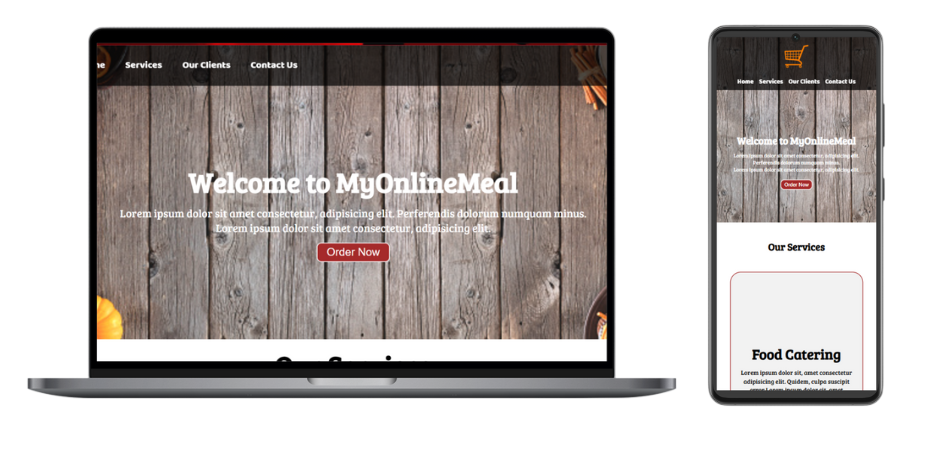 ne Services Our Clients Contact Us
Welcome to MyOnlineMeal
Lorem ipsum dolor sit amet consectetur, adipisicing elit. Perferendis dolorum numquam minus.
Lorem ipsum dolor sit amet consectetur, adipisicing elit.
Order Now
Home Services Our Clients Contact Us
Welcome to MyOnlineMeal
Lorem ipsum dolor sit amet consectetur, adipisicing elit.
Perferendis dolorum numquam minus.
Lorem ipsum dolor sit amet consectetur, adipisicing elit.
Order Now
Our Services
Food Catering
Lorem ipsum dolor sit, amet consectetur
adipisicing elit. Quidem, culpa suscipit